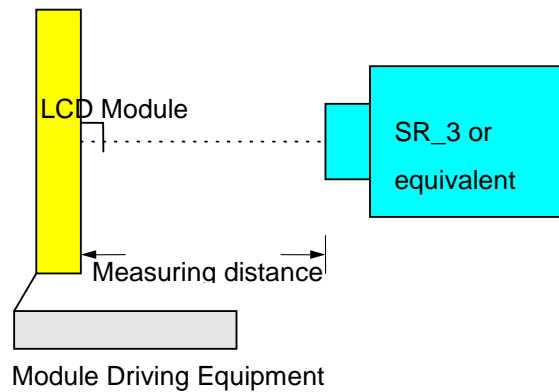 LCD Module
SR_3 or
equivalent
Measuring distance
Module Driving Equipment